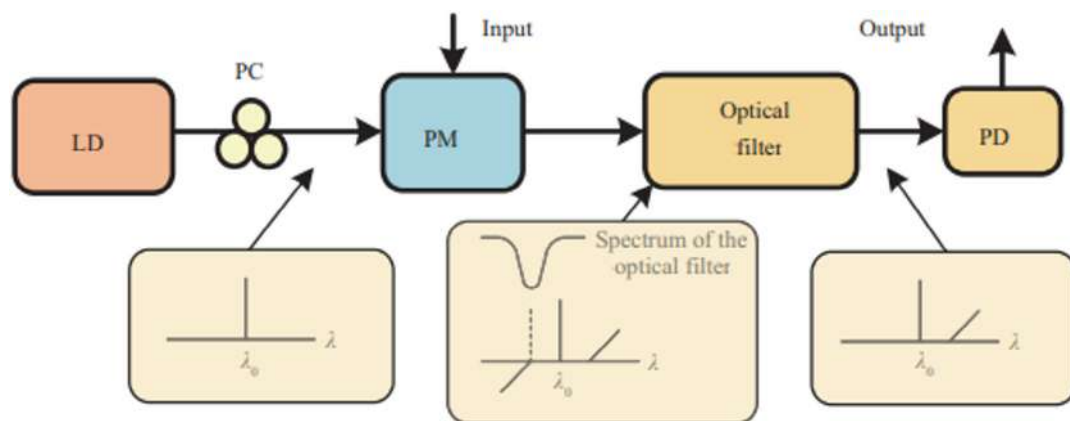 Input
Output
PC
LD
PM
Optical
filter
PD
Spectrum of the
optical filter
λ
λ₀
λ
λ₀
λ
λ₀